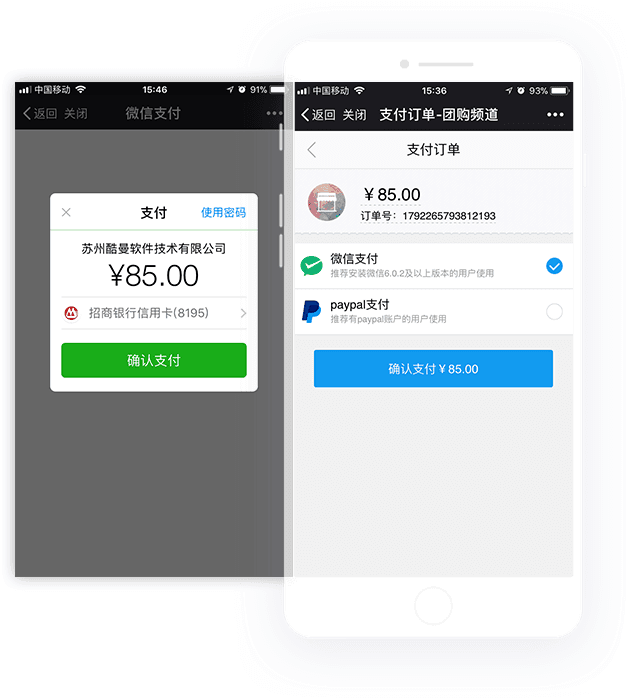 中国移动 15:46 91%
返回 关闭 微信支付
支付 使用密码
苏州酷曼软件技术有限公司
¥85.00
招商银行信用卡(8195)
确认支付
中国移动 15:36 93%
返回 关闭 支付订单-团购频道
支付订单
¥85.00
订单号: 1792265793812193
微信支付
推荐安装微信6.0.2及以上版本的用户使用
paypal支付
推荐有paypal账户的用户使用
确认支付¥85.00